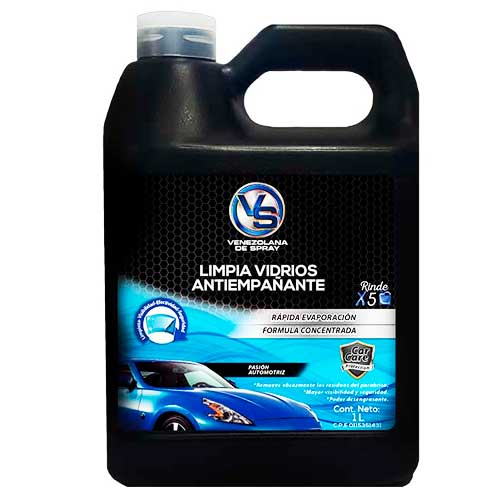 VS
VENEZOLANA
DE SPRAY
LIMPIA VIDRIOS
ANTIEMPAÑANTE
Rinde
X5
RÁPIDA EVAPORACIÓN
FORMULA CONCENTRADA
Car
Care
PASIÓN
AUTOMOTRIZ
*Remueve eficazmente los residuos del parabrisas.
*Mayor visibilidad y seguridad.
*Poder desengrasante.
Cont. Neto:
1 L